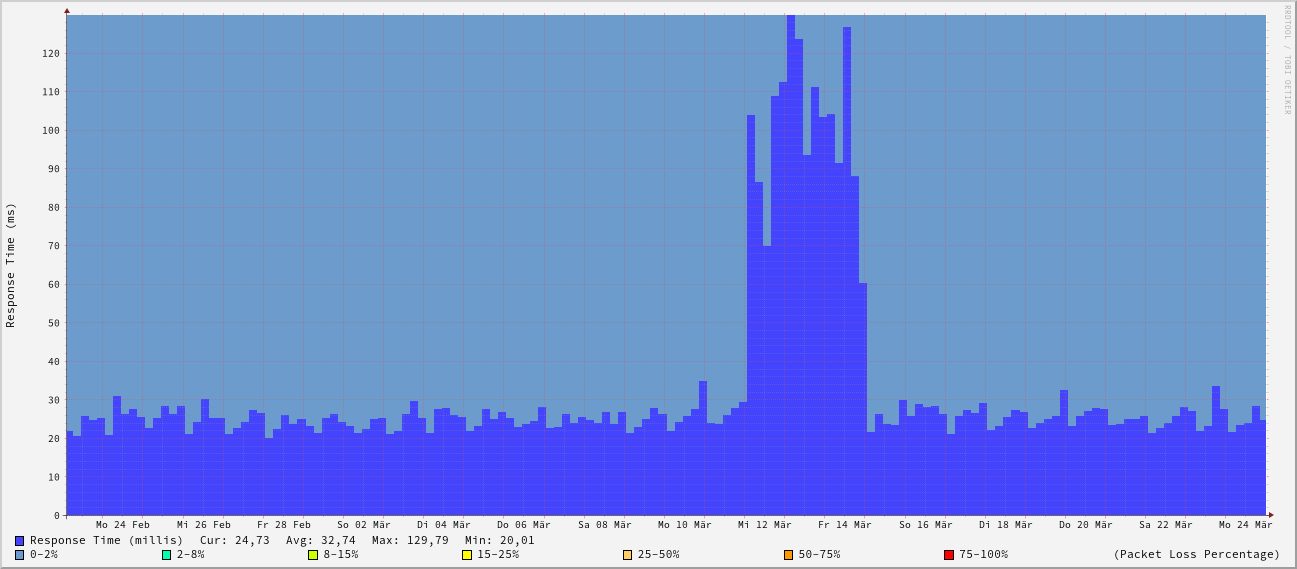 RRDTOOL / TOBI OETIKER
Response Time (ms)
120
110
100
90
80
70
60
50
40
30
20
10
0
Mo 24 Feb Mi 26 Feb Fr 28 Feb So 02 Mär Di 04 Mär Do 06 Mär Sa 08 Mär Mo 10 Mär Mi 12 Mär Fr 14 Mär So 16 Mär Di 18 Mär Do 20 Mär Sa 22 Mär Mo 24 Mär
Response Time (millis) Cur: 24,73 Avg: 32,74 Max: 129,79 Min: 20,01
0-2% 2-8% 8-15% 15-25% 25-50% 50-75% 75-100% (Packet Loss Percentage)